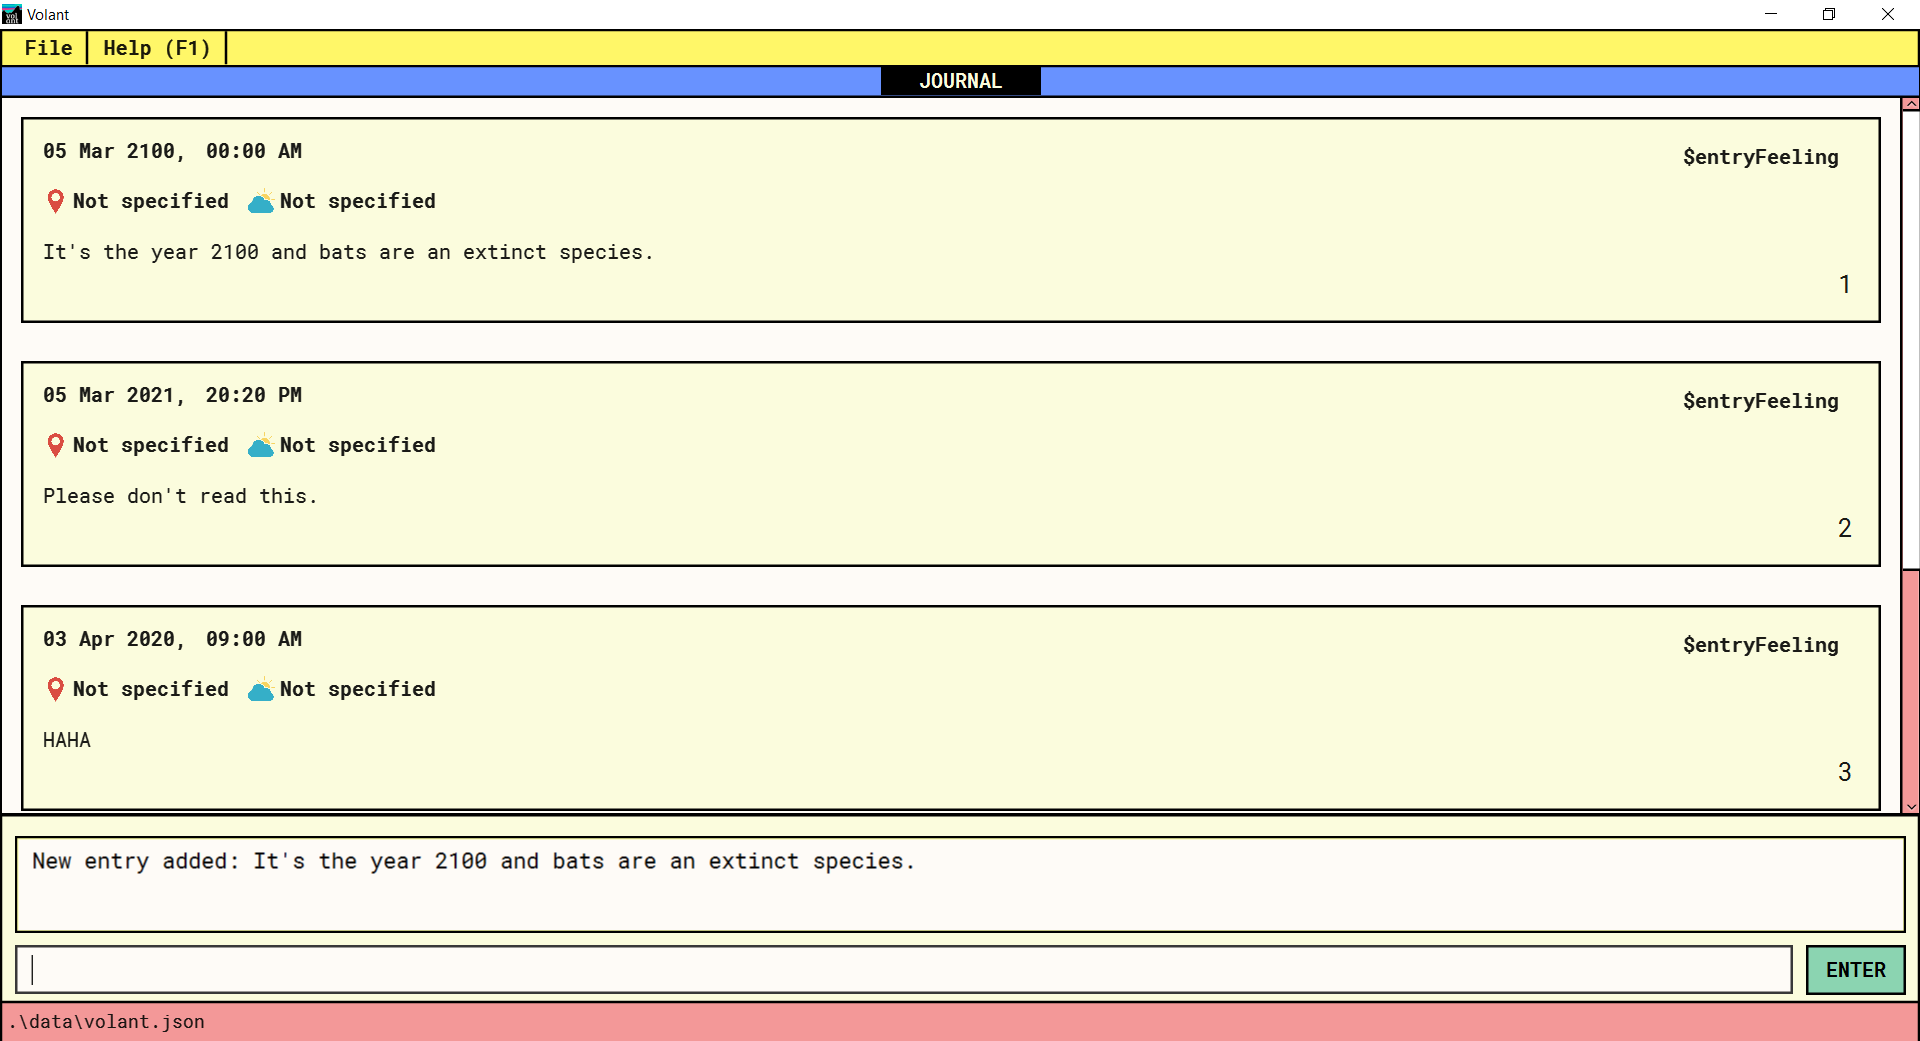 Volant
File Help (F1)
JOURNAL
05 Mar 2100, 00:00 AM
$entryFeeling
Not specified Not specified
It's the year 2100 and bats are an extinct species.
1
05 Mar 2021, 20:20 PM
$entryFeeling
Not specified Not specified
Please don't read this.
2
03 Apr 2020, 09:00 AM
$entryFeeling
Not specified Not specified
HAHA
3
New entry added: It's the year 2100 and bats are an extinct species.
ENTER
.\data\volant.json